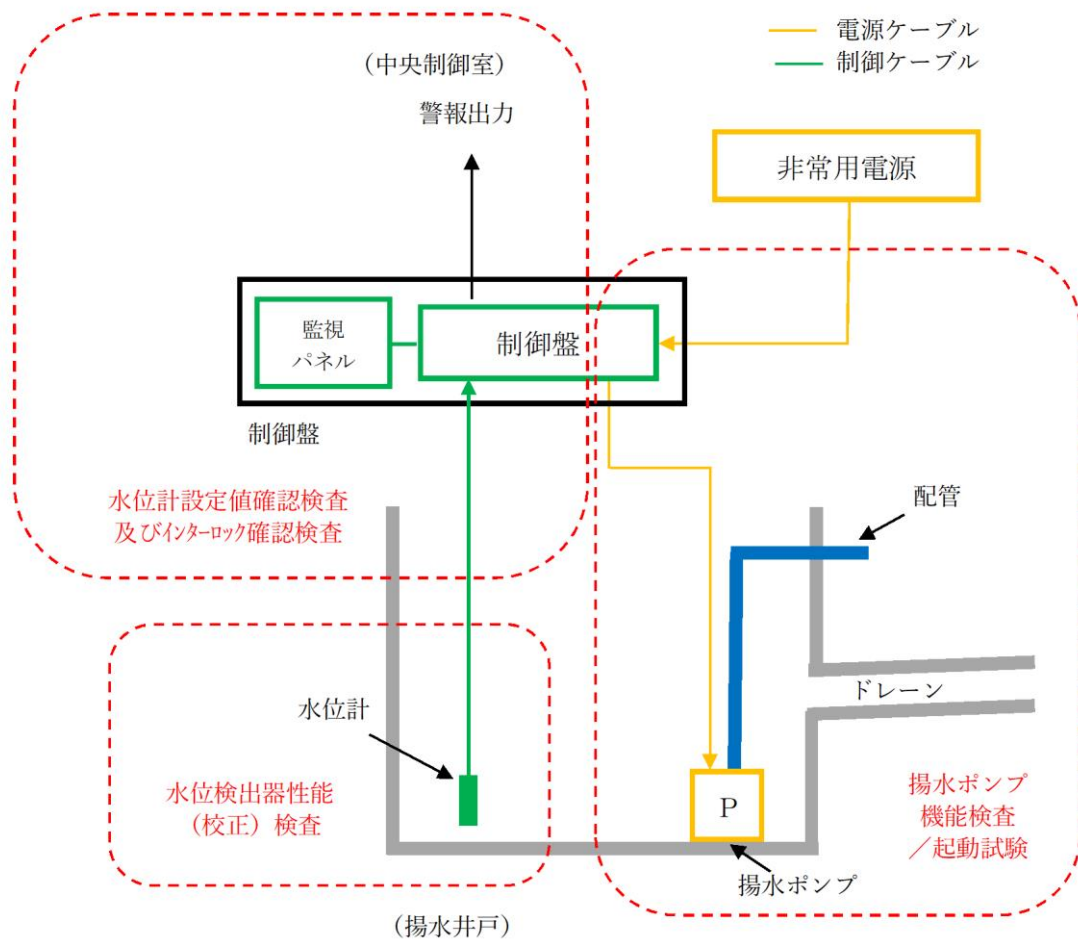 電源ケーブル
制御ケーブル
（中央制御室）
警報出力
非常用電源
監視
パネル
制御盤
制御盤
水位計設定値確認検査
及びインターロック確認検査
配管
ドレーン
水位計
水位検出器性能
（校正）検査
P
揚水ポンプ
機能検査
／起動試験
揚水ポンプ
（揚水井戸）